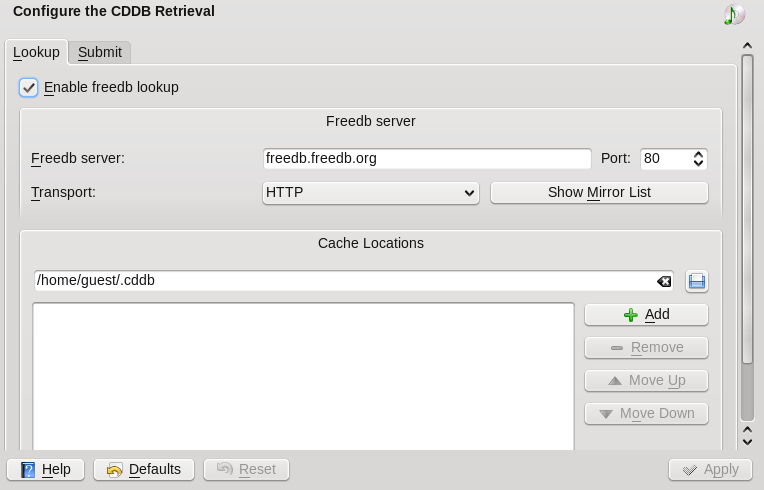 Configure the CDDB Retrieval
Lookup Submit
Enable freedb lookup
Freedb server
Freedb server: freedb.freedb.org Port: 80
Transport: HTTP Show Mirror List
Cache Locations
/home/guest/.cddb
Add
Remove
Move Up
Move Down
Help Defaults Reset Apply